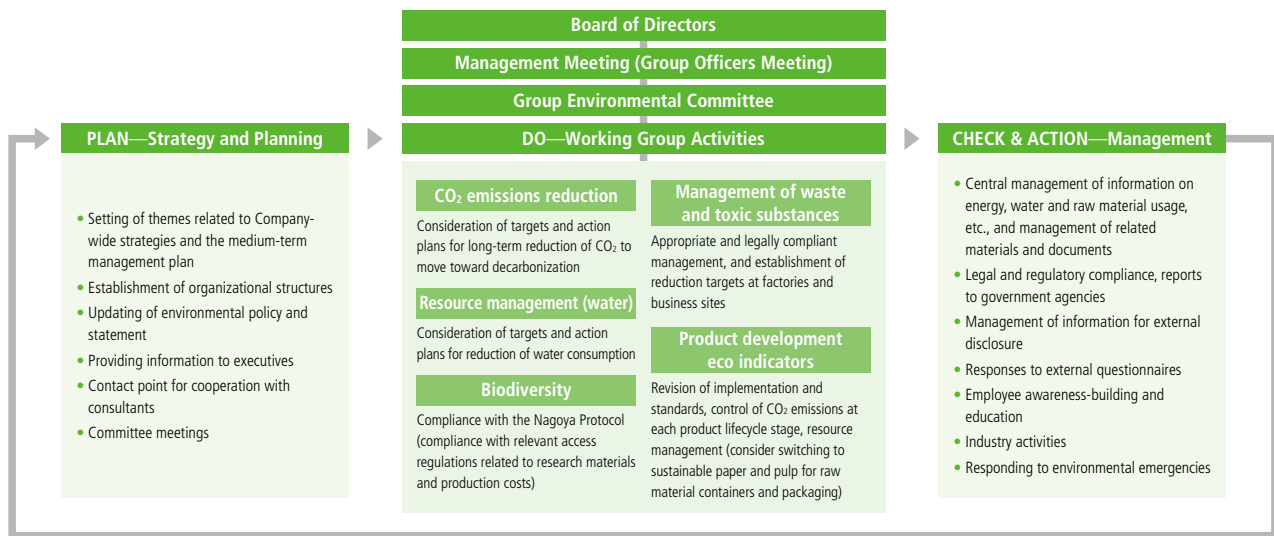 Board of Directors
Management Meeting (Group Officers Meeting)
Group Environmental Committee
PLAN—Strategy and Planning
• Setting of themes related to Company-
wide strategies and the medium-term
management plan
• Establishment of organizational structures
• Updating of environmental policy and
statement
• Providing information to executives
• Contact point for cooperation with
consultants
• Committee meetings
DO—Working Group Activities
CO₂ emissions reduction
Consideration of targets and action
plans for long-term reduction of CO₂ to
move toward decarbonization
Resource management (water)
Consideration of targets and action
plans for reduction of water consumption
Biodiversity
Compliance with the Nagoya Protocol
(compliance with relevant access
regulations related to research materials
and production costs)
Management of waste
and toxic substances
Appropriate and legally compliant
management, and establishment of
reduction targets at factories and
business sites
Product development
eco indicators
Revision of implementation and
standards, control of CO₂ emissions at
each product lifecycle stage, resource
management (consider switching to
sustainable paper and pulp for raw
material containers and packaging)
CHECK & ACTION—Management
• Central management of information on
energy, water and raw material usage,
etc., and management of related
materials and documents
• Legal and regulatory compliance, reports
to government agencies
• Management of information for external
disclosure
• Responses to external questionnaires
• Employee awareness-building and
education
• Industry activities
• Responding to environmental emergencies